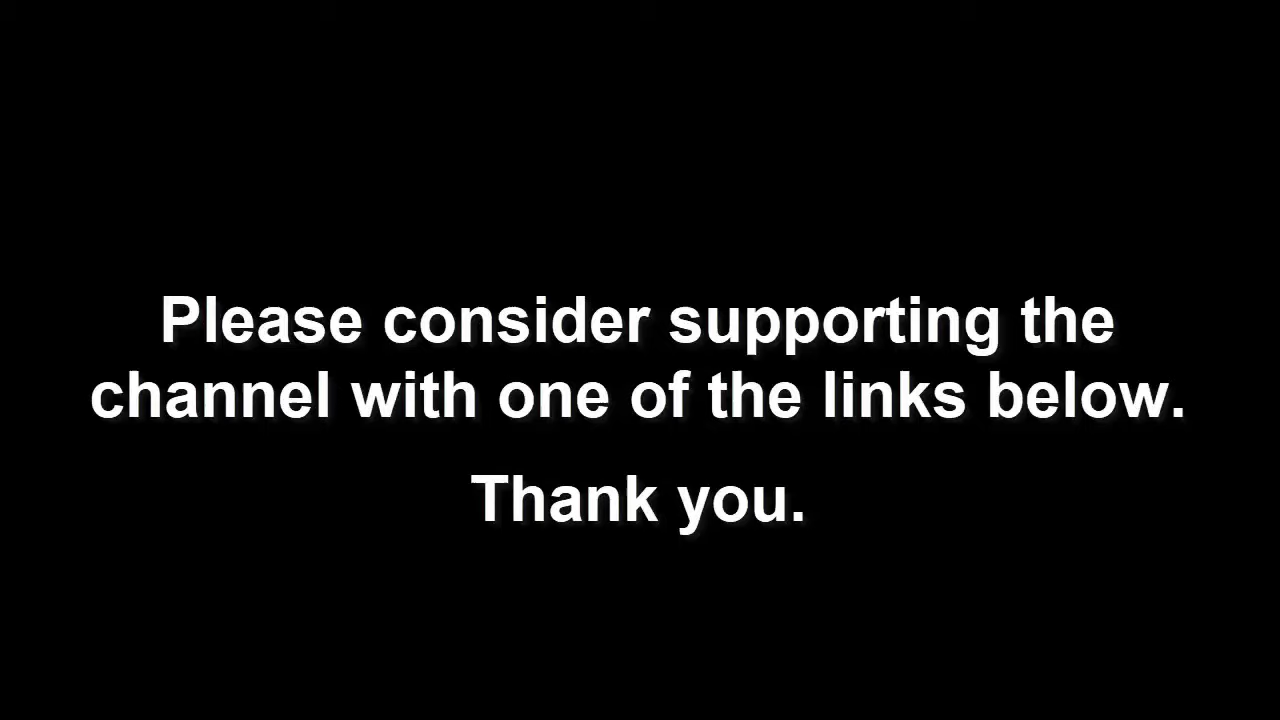 Please consider supporting the
channel with one of the links below.
Thank you.